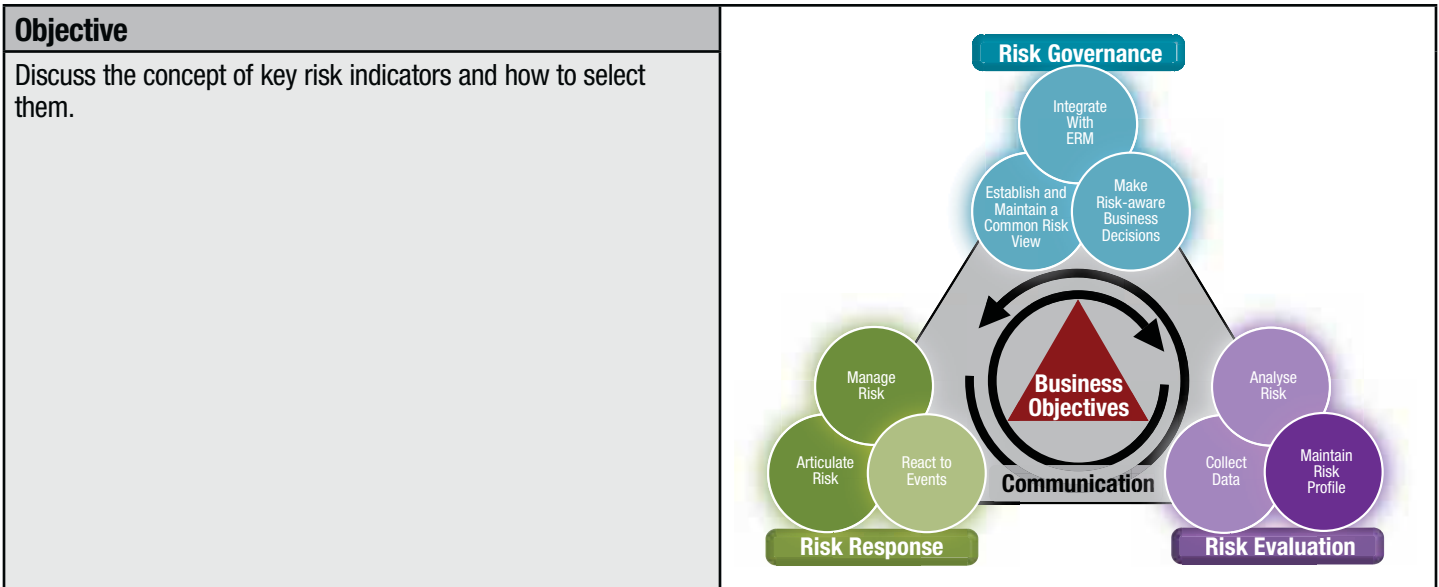 Objective
Discuss the concept of key risk indicators and how to select
them.
Risk Governance
Integrate
With
ERM
Establish and
Maintain a
Common Risk
View
Make
Risk-aware
Business
Decisions
Business
Objectives
Communication
Manage
Risk
Articulate
Risk
React to
Events
Risk Response
Analyse
Risk
Collect
Data
Maintain
Risk
Profile
Risk Evaluation